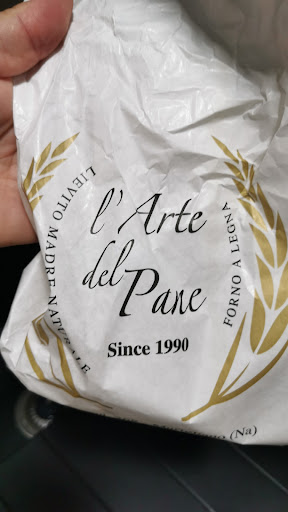 LIEVITO MADRE NATURALE
l'Arte
del Pane
Since 1990
FORNO A LEGNA
(Na)